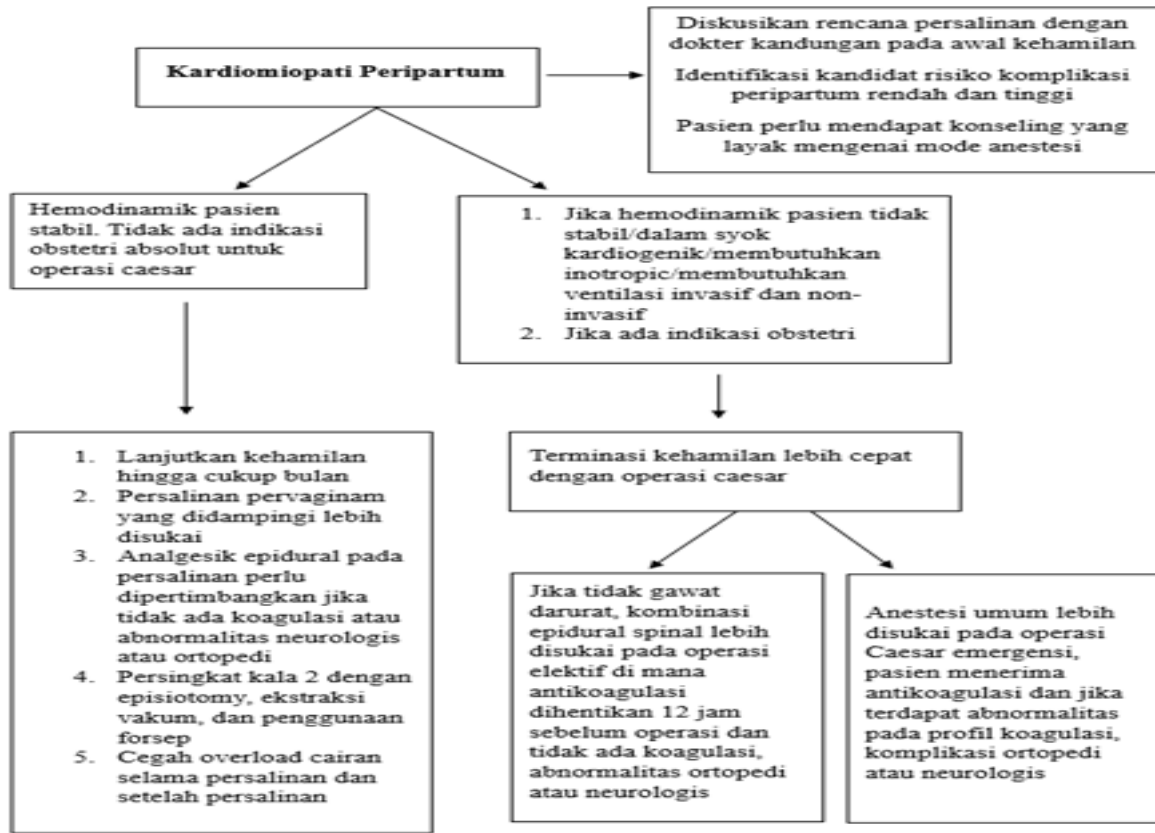 Kardiomiopati Peripartum
Diskusikan rencana persalinan dengan
dokter kandungan pada awal kehamilan
Identifikasi kandidat risiko komplikasi
peripartum rendah dan tinggi
Pasien perlu mendapat konseling yang
layak mengenai mode anestesi
Hemodinamik pasien
stabil. Tidak ada indikasi
obstetri absolut untuk
operasi caesar
1. Jika hemodinamik pasien tidak
stabil/dalam syok
kardiogenik/membutuhkan
inotropic/membutuhkan
ventilasi invasif dan non-
invasif
2. Jika ada indikasi obstetri
1. Lanjutkan kehamilan
hingga cukup bulan
2. Persalinan pervaginam
yang didampingi lebih
disukai
3. Analgesik epidural pada
persalinan perlu
dipertimbangkan jika
tidak ada koagulasi atau
abnormalitas neurologis
atau ortopedi
4. Persingkat kala 2 dengan
episiotomy, ekstraksi
vakum, dan penggunaan
forsep
5. Cegah overload cairan
selama persalinan dan
setelah persalinan
Terminasi kehamilan lebih cepat
dengan operasi caesar
Jika tidak gawat
darurat, kombinasi
epidural spinal lebih
disukai pada operasi
elektif di mana
antikoagulasi
dihentikan 12 jam
sebelum operasi dan
tidak ada koagulasi,
abnormalitas ortopedi
atau neurologis
Anestesi umum lebih
disukai pada operasi
Caesar emergensi,
pasien menerima
antikoagulasi dan jika
terdapat abnormalitas
pada profil koagulasi,
komplikasi ortopedi
atau neurologis